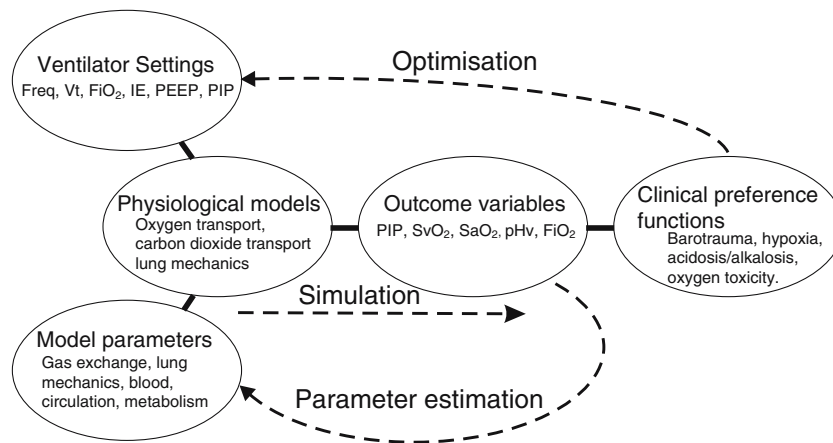 Ventilator Settings
Freq, Vt, FiO₂, IE, PEEP, PIP
Optimisation
Physiological models
Oxygen transport,
carbon dioxide transport
lung mechanics
Outcome variables
PIP, SvO₂, SaO₂, pHv, FiO₂
Clinical preference
functions
Barotrauma, hypoxia,
acidosis/alkalosis,
oxygen toxicity.
Simulation
Model parameters
Gas exchange, lung
mechanics, blood,
circulation, metabolism
Parameter estimation